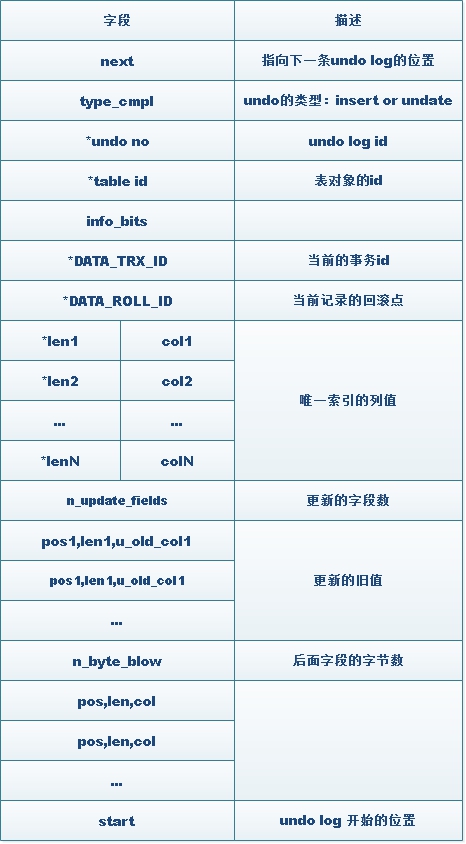 字段 描述
next 指向下一条undo log的位置
type_cmpl undo的类型：insert or undate
*undo no undo log id
*table id 表对象的id
info_bits
*DATA_TRX_ID 当前的事务id
*DATA_ROLL_ID 当前记录的回滚点
*len1 col1
*len2 col2
... ...
*lenN colN
唯一索引的列值
n_update_fields 更新的字段数
pos1,len1,u_old_col1
pos1,len1,u_old_col1
...
更新的旧值
n_byte_blow 后面字段的字节数
pos,len,col
pos,len,col
...
start undo log 开始的位置